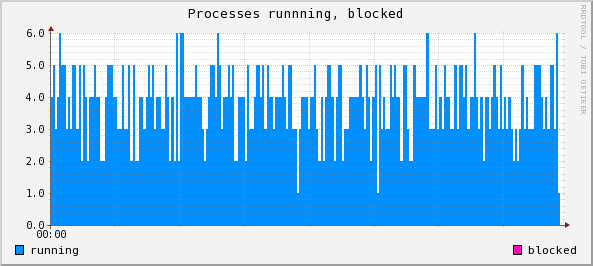 Processes runnning, blocked
6.0
5.0
4.0
3.0
2.0
1.0
0.0
00:00
running
blocked
RRDTOOL / TOBI OETIKER